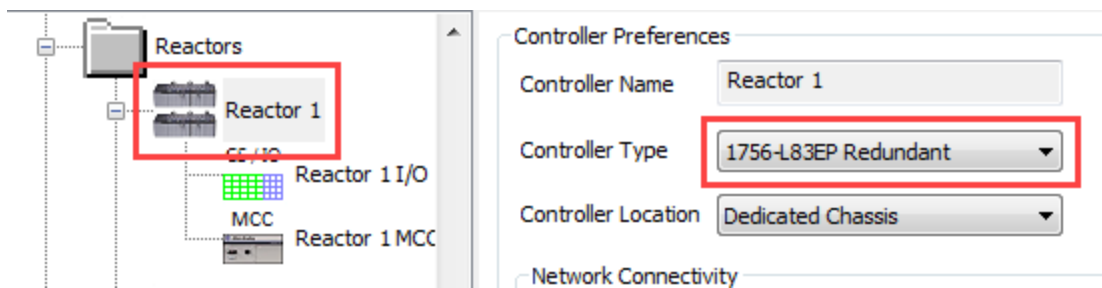 Reactors
Reactor 1
Reactor 1 I/O
MCC
Reactor 1 MCC
Controller Preferences
Controller Name Reactor 1
Controller Type 1756-L83EP Redundant
Controller Location Dedicated Chassis
Network Connectivity